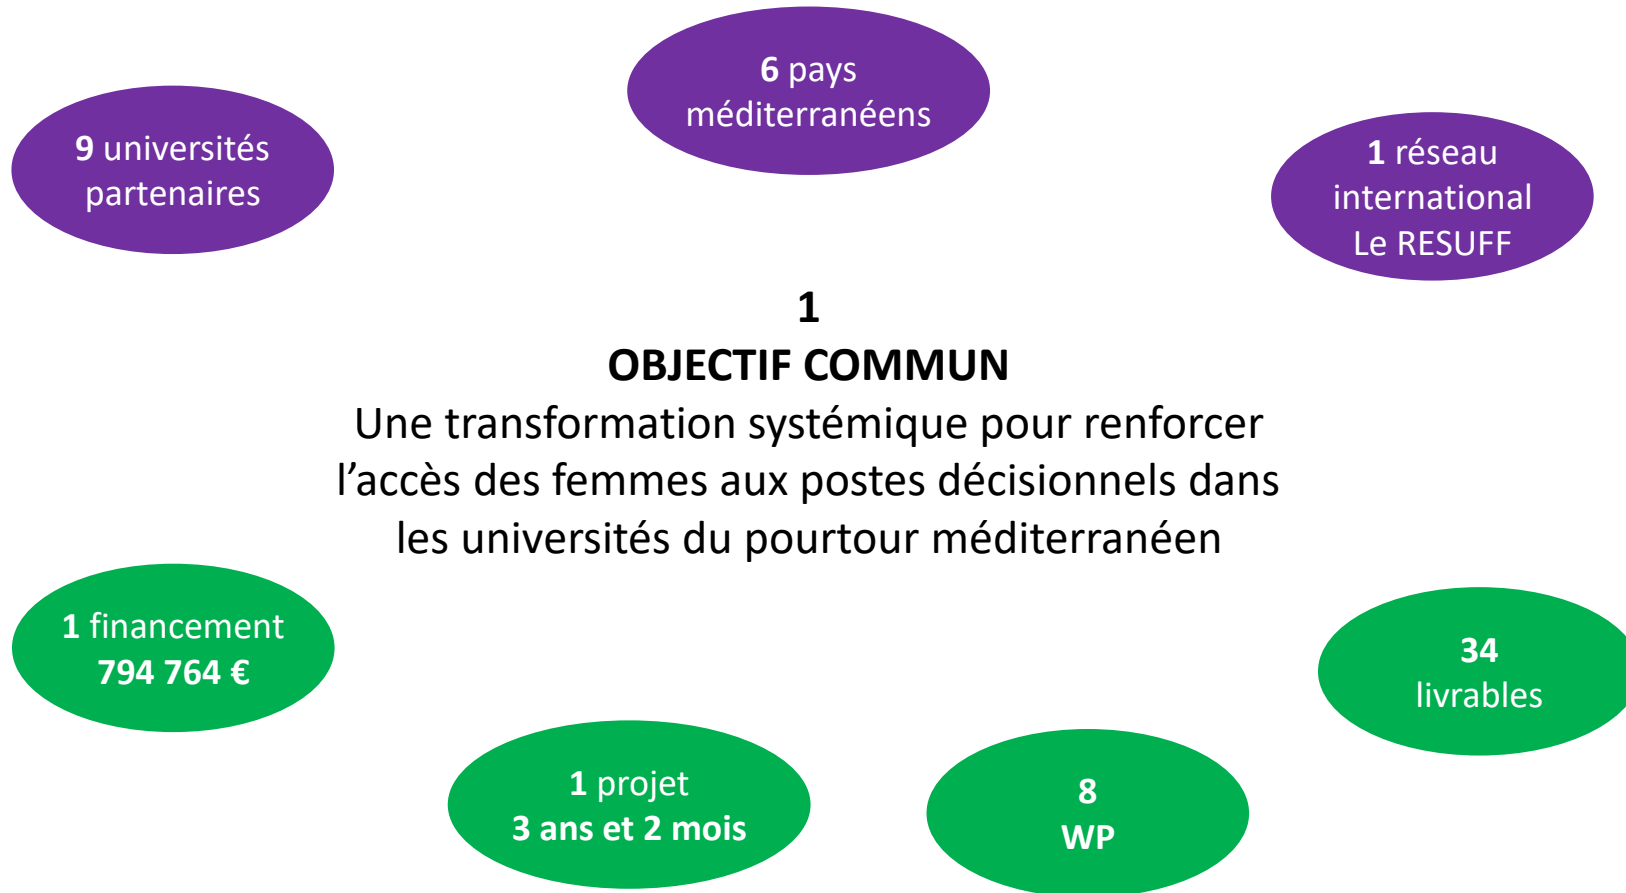 6 pays
méditerranéens
9 universités
partenaires
1 réseau
international
Le RESUFF
1
OBJECTIF COMMUN
Une transformation systémique pour renforcer
l’accès des femmes aux postes décisionnels dans
les universités du pourtour méditerranéen
1 financement
794 764 €
34
livrables
1 projet
3 ans et 2 mois
8
WP